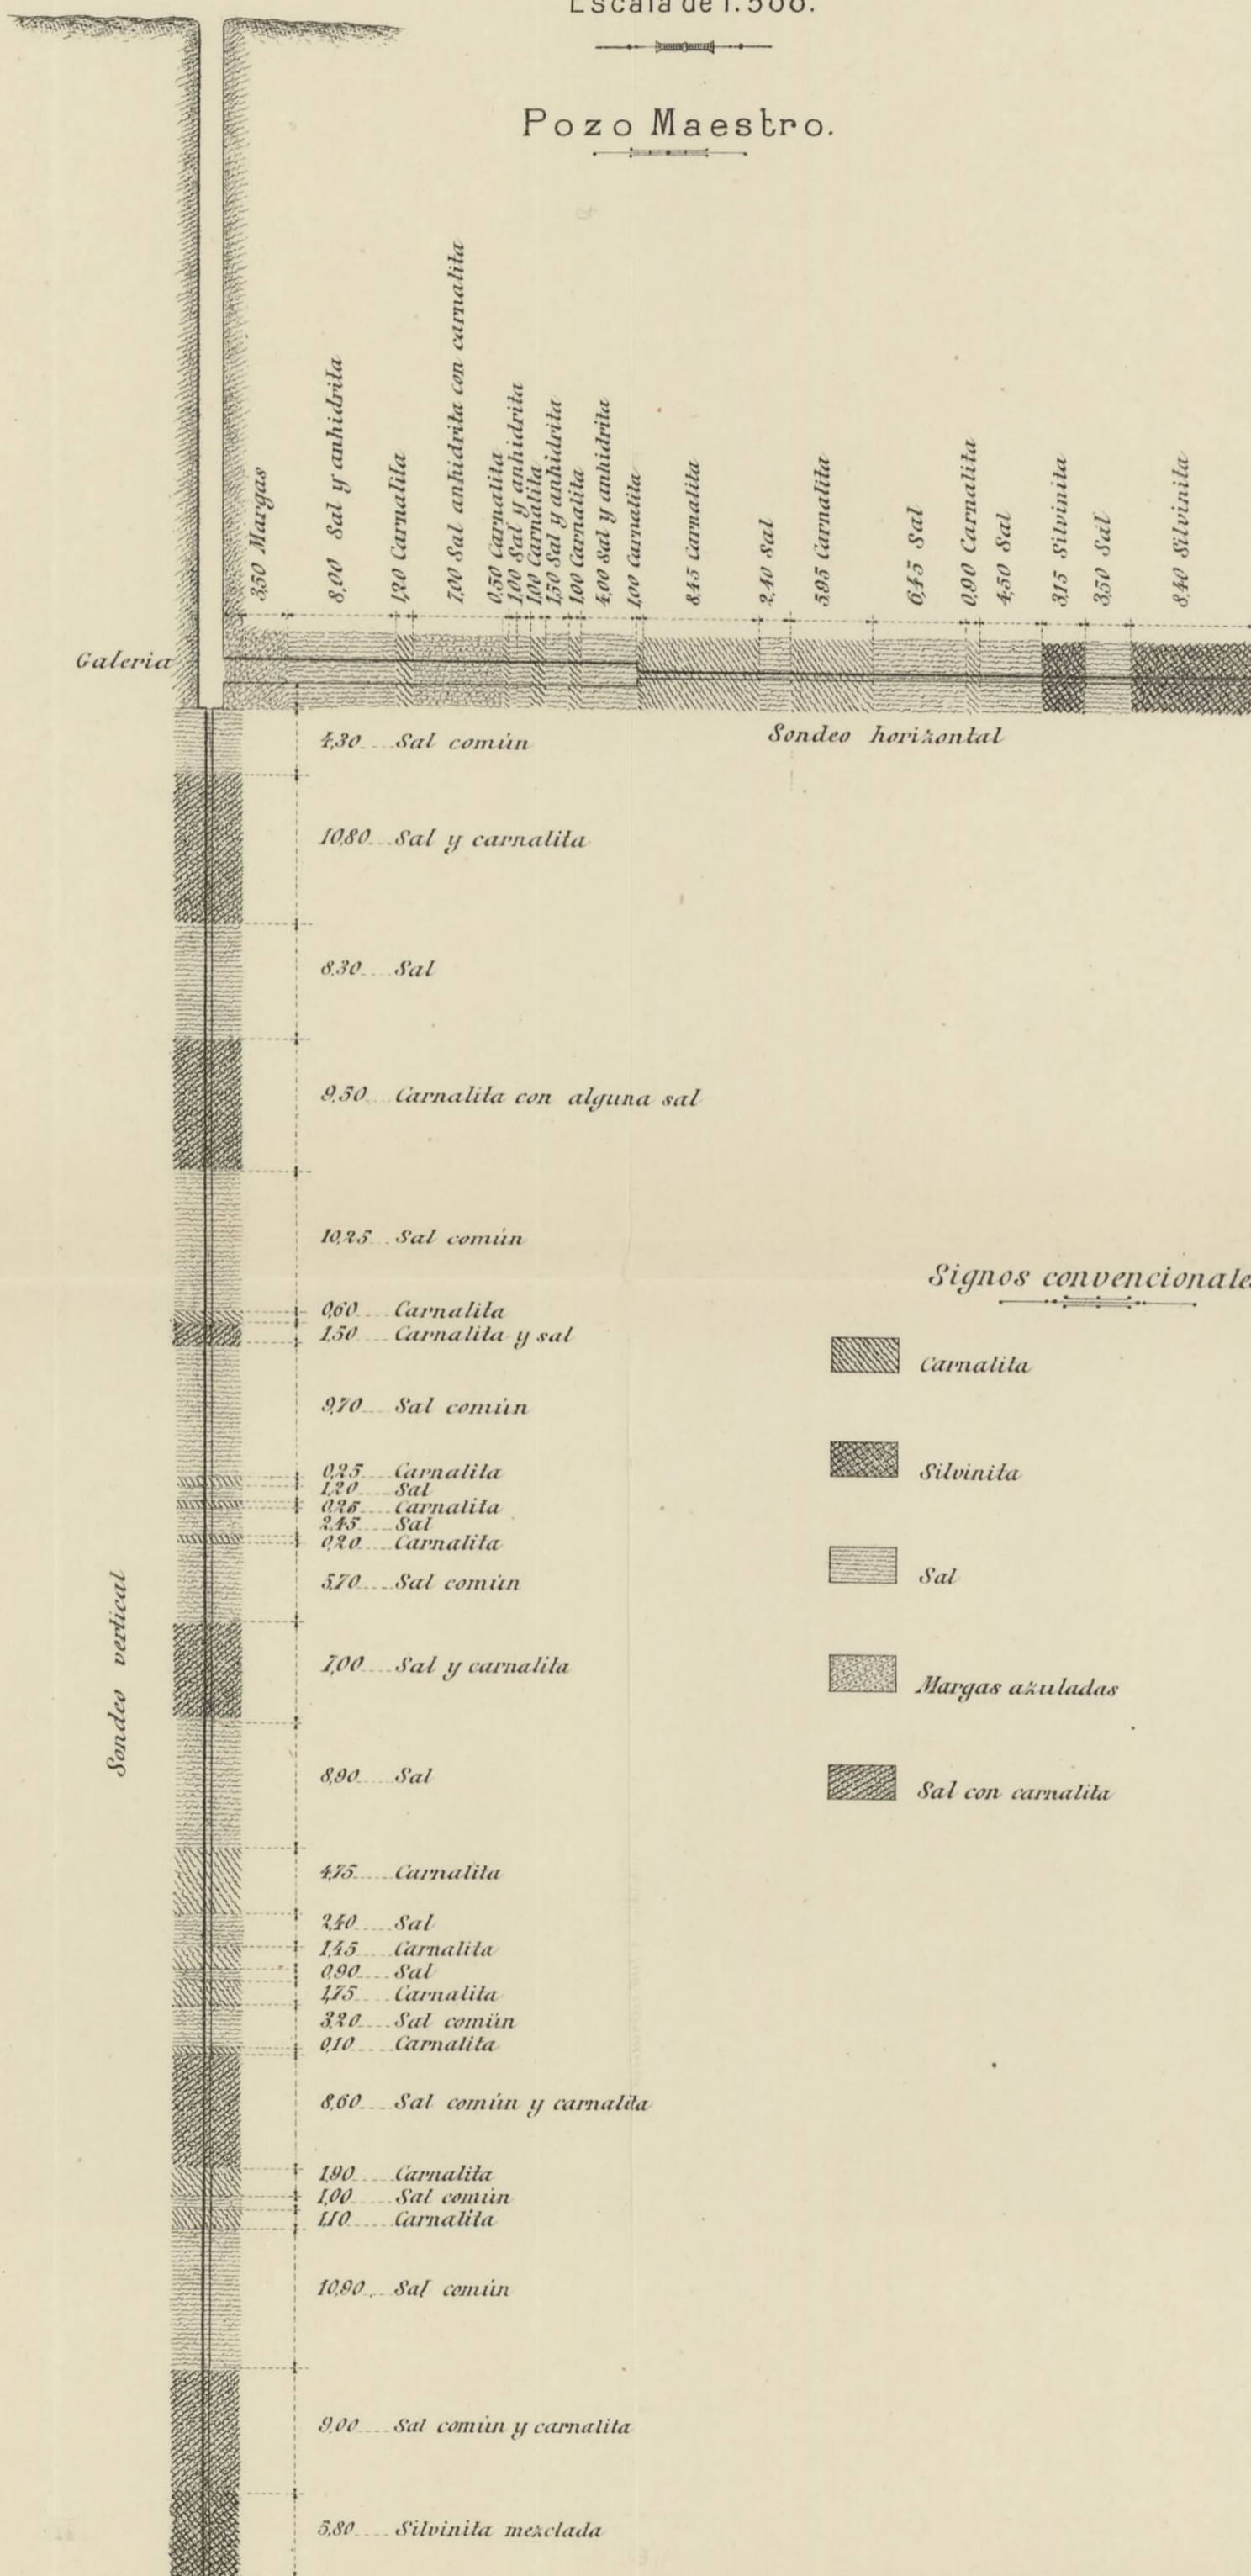 Escala de 1:500.
Pozo Maestro.
3,50 Margas
8,00 Sal y anhidrita
1,20 Carnalita
7,00 Sal anhidrita con carnalita
0,50 Carnalita
1,00 Sal y anhidrita
1,00 Carnalita
1,50 Sal y anhidrita
1,00 Carnalita
4,00 Sal y anhidrita
1,00 Carnalita
8,45 Carnalita
2,40 Sal
5,95 Carnalita
6,45 Sal
0,90 Carnalita
4,50 Sal
3,15 Silvinita
3,50 Sal
8,40 Silvinita
Galeria
Sondeo horizontal
4,30 Sal común
10,80 Sal y carnalita
8,30 Sal
9,50 Carnalita con alguna sal
10,25 Sal común
0,60 Carnalita
1,50 Carnalita y sal
9,70 Sal común
0,25 Carnalita
1,20 Sal
0,25 Carnalita
2,45 Sal
0,20 Carnalita
5,70 Sal común
7,00 Sal y carnalita
8,90 Sal
4,75 Carnalita
2,40 Sal
1,45 Carnalita
0,90 Sal
1,75 Carnalita
3,20 Sal común
0,10 Carnalita
8,60 Sal común y carnalita
1,90 Carnalita
1,00 Sal común
1,10 Carnalita
10,90 Sal común
9,00 Sal común y carnalita
5,80 Silvinita mezclada
Sondeo vertical
Signos convencionale
Carnalita
Silvinita
Sal
Margas azuladas
Sal con carnalita